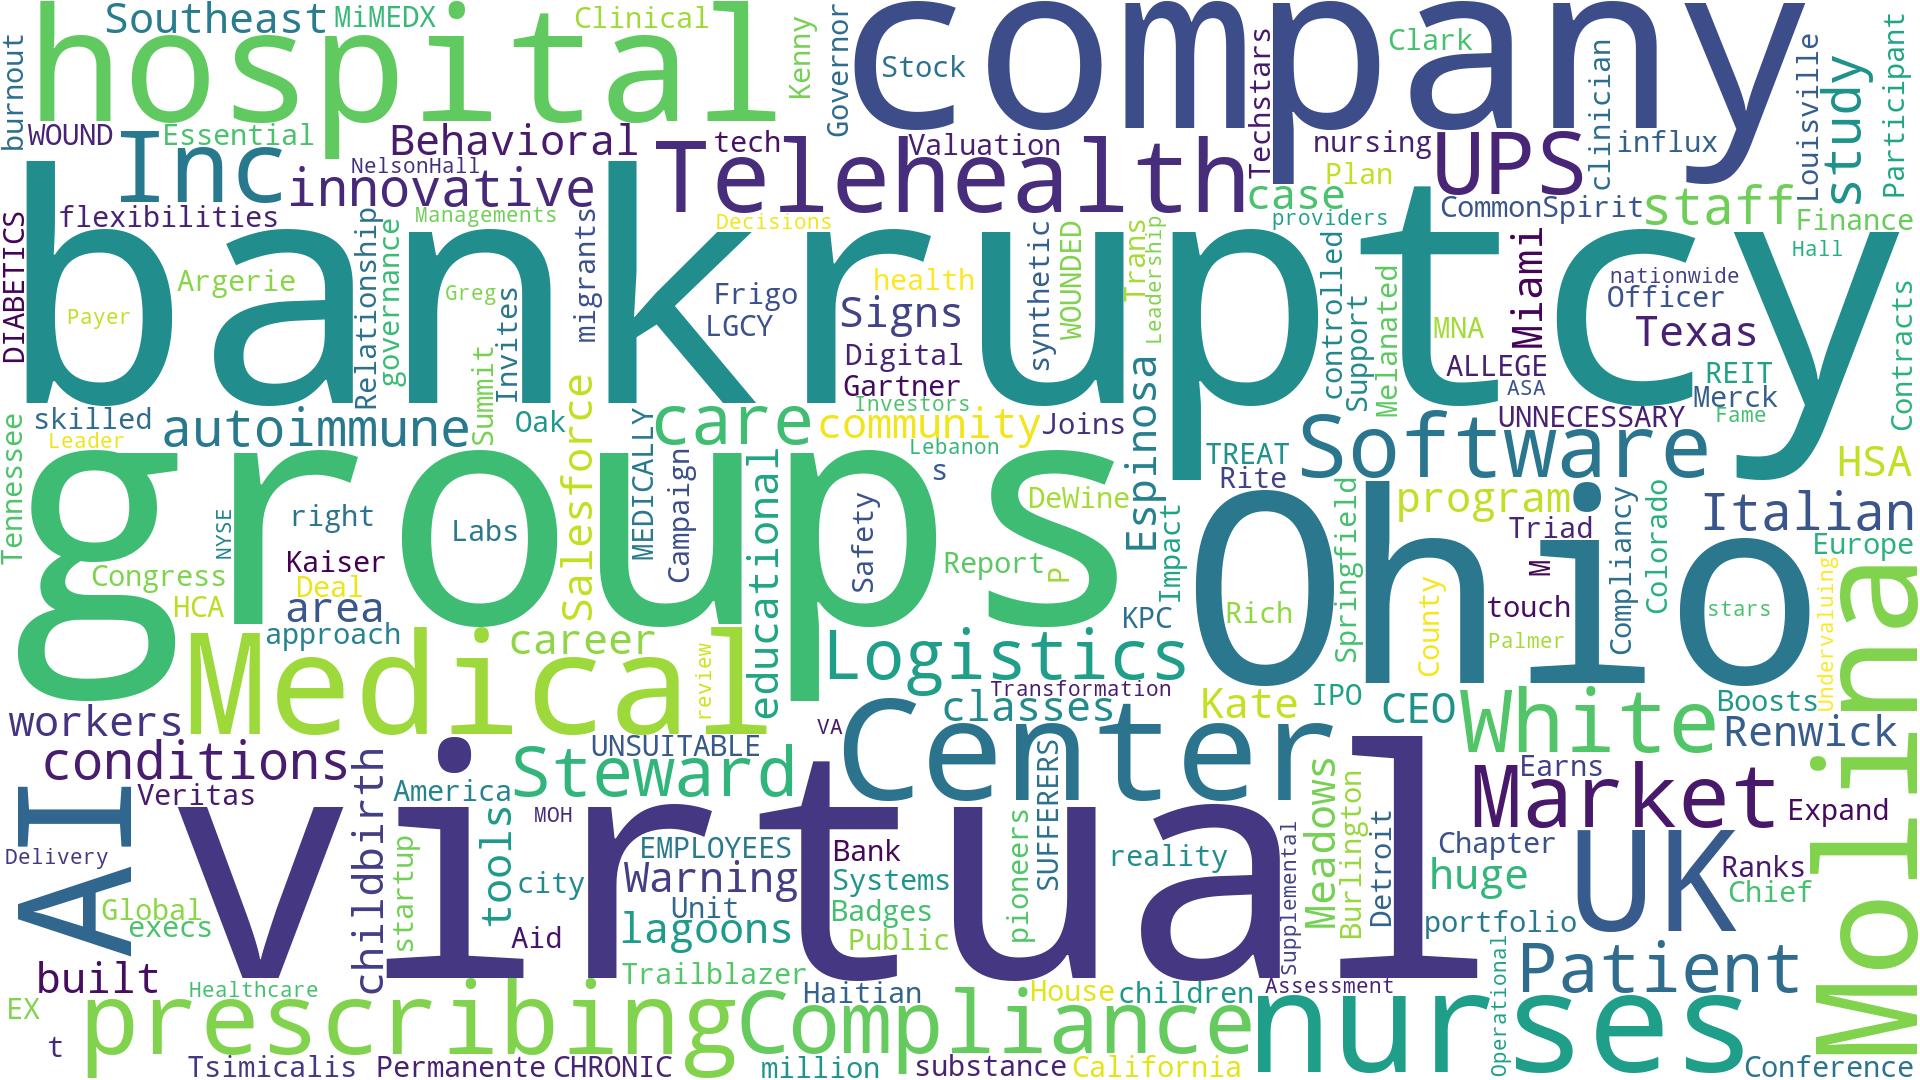 hospital
company
Southeast
MiMEDX
Clinical
Kenny
Governor
Stock
Clark
Techstars
clinician
Louisville
study
Participant
burnout
WOUND
Essential
Inc
Behavioral
NelsonHall
innovative
Telehealth
tech
Valuation
nursing
Plan
UPS
influx
case
providers
CommonSpirit
staff
Finance
Hall
flexibilities
Managements
Decisions
bankruptcy
DIABETICS
Argerie
Payer
Relationship
governance
Greg
Invites
Summit
migrants
Frigo
LGCY
health
Signs
Digital
Gartner
Investors
synthetic
WOUNDED
Trans
Leadership
controlled
Support
Melanated
MNA
Miami
ALLEGE
ASA
nationwide
Officer
Texas
REIT
Merck
Fame
Contracts
UNNECESSARY
skilled
Leader
Tennessee
autoimmune
Oak
Salesforce
MEDICALLY
care
community
Joins
Lebanon
s
Espinosa
TREAT
Rite
Software
HSA
groups
NYSE
right
Kaiser
Deal
Labs
Congress
HCA
area
approach
Campaign
educational
Safety
DeWine
Report
P
Impact
KPC
Ohio
Rich
Springfield
program
Triad
M
County
touch
Palmer
Compliancy
Colorado
Italian
Europe
stars
Undervaluing
Molina
Medical
career
review
Logistics
Transformation
classes
Kate
IPO
CEO
White
Boosts
Renwick
workers
conditions
Veritas
childbirth
America
UNSUITABLE
Steward
VA
Center
SUFFERERS
Meadows
Burlington
Detroit
Earns
Market
Expand
AI
Delivery
Global
execs
virtual
startup
tools
MOH
city
Aid
EMPLOYEES
Warning
Unit
lagoons
Bank
Systems
Badges
Public
pioneers
reality
Supplemental
Chapter
huge
portfolio
UK
Ranks
Chief
built
Healthcare
EX
t
Trailblazer
Haitian
House
children
Assessment
Operational
Patient
prescribing
Compliance
nurses
Tsimicalis
Permanente
CHRONIC
million
substance
California
Conference